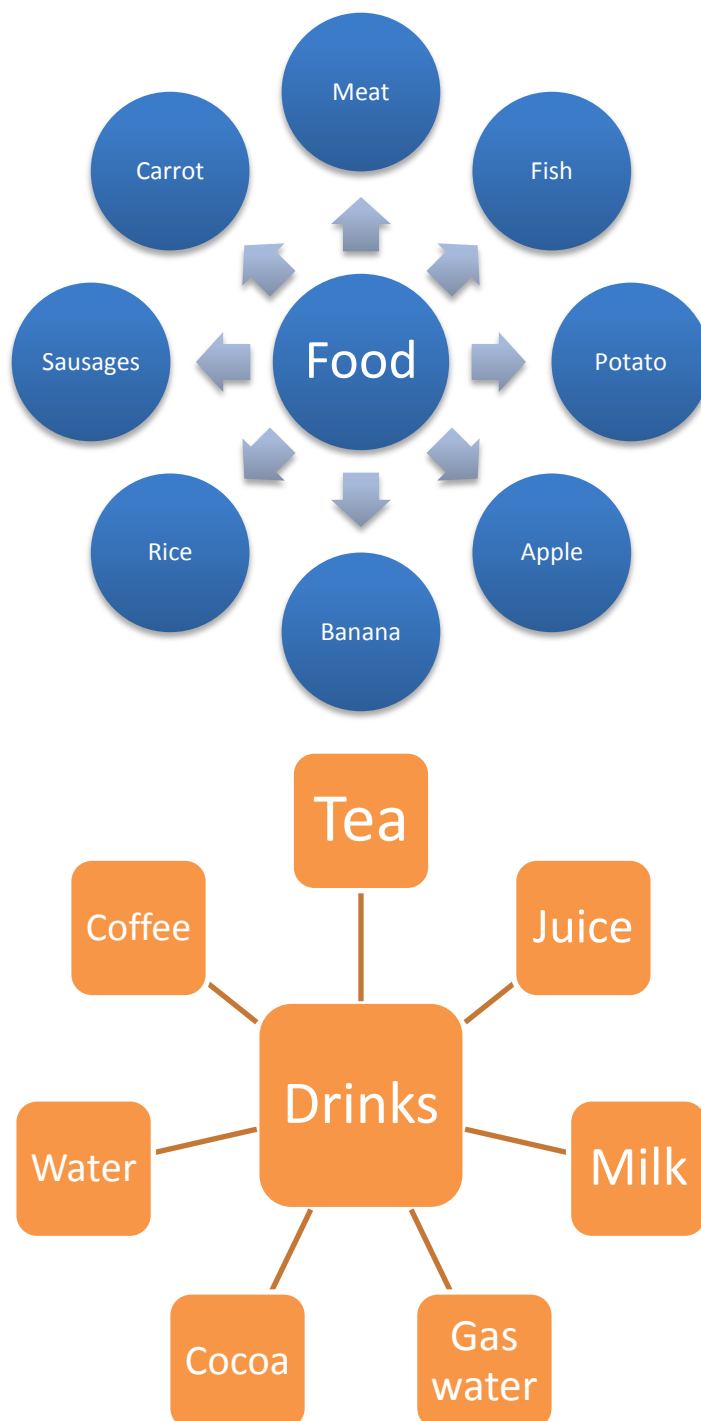 Meat
Carrot
Fish
Sausages
Food
Potato
Rice
Apple
Banana
Tea
Coffee
Juice
Drinks
Water
Milk
Cocoa
Gas
water